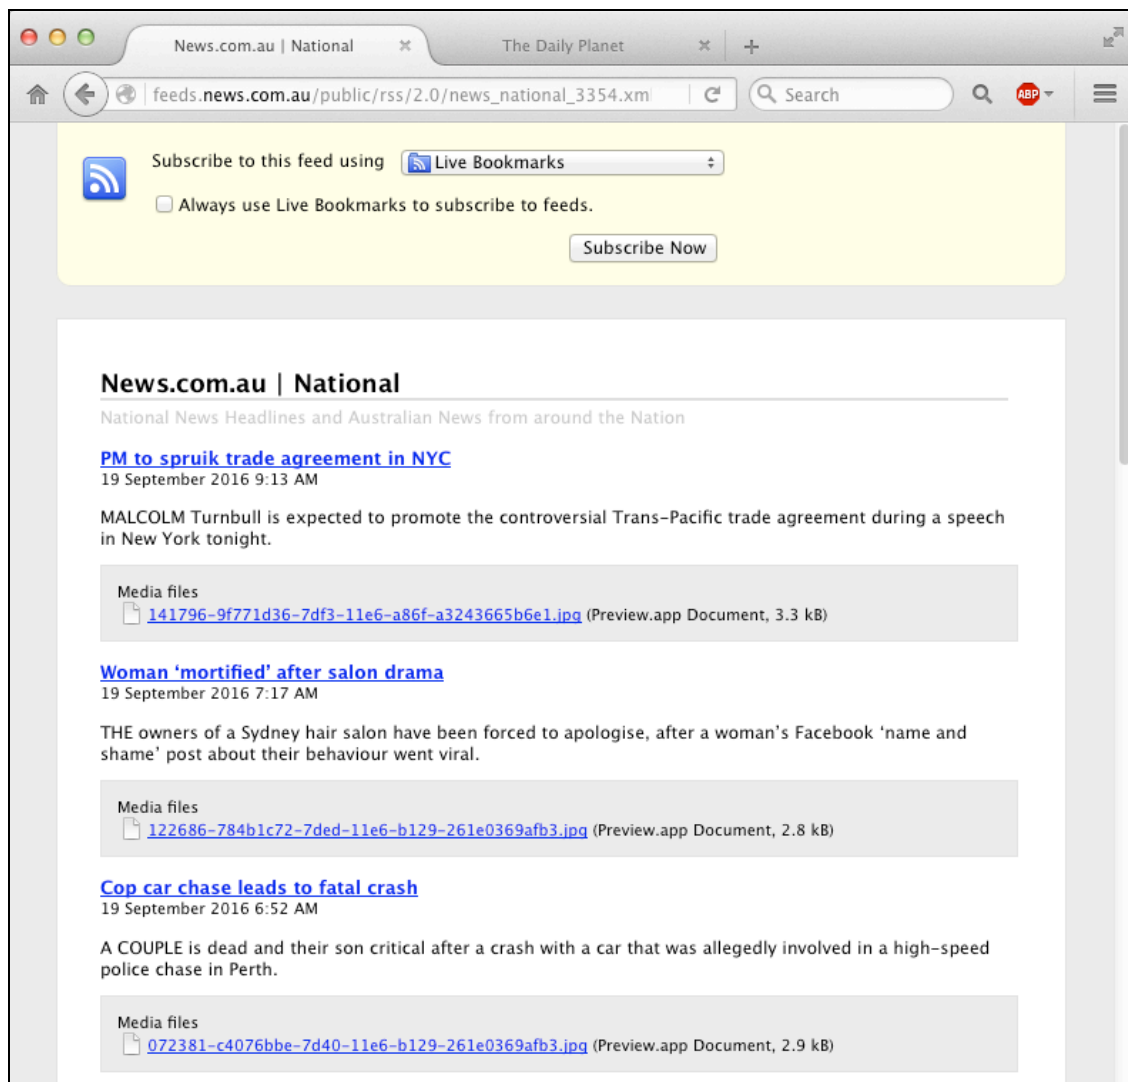 News.com.au | National
The Daily Planet
feeds.news.com.au/public/rss/2.0/news_national_3354.xm
Search
ABP
Subscribe to this feed using
Live Bookmarks
Always use Live Bookmarks to subscribe to feeds.
Subscribe Now
News.com.au | National
National News Headlines and Australian News from around the Nation
PM to spruik trade agreement in NYC
19 September 2016 9:13 AM
MALCOLM Turnbull is expected to promote the controversial Trans-Pacific trade agreement during a speech
in New York tonight.
Media files
141796-9f771d36-7df3-11e6-a86f-a3243665b6e1.jpg (Preview.app Document, 3.3 kB)
Woman ‘mortified’ after salon drama
19 September 2016 7:17 AM
THE owners of a Sydney hair salon have been forced to apologise, after a woman’s Facebook ‘name and
shame’ post about their behaviour went viral.
Media files
122686-784b1c72-7ded-11e6-b129-261e0369afb3.jpg (Preview.app Document, 2.8 kB)
Cop car chase leads to fatal crash
19 September 2016 6:52 AM
A COUPLE is dead and their son critical after a crash with a car that was allegedly involved in a high-speed
police chase in Perth.
Media files
072381-c4076bbe-7d40-11e6-b129-261e0369afb3.jpg (Preview.app Document, 2.9 kB)